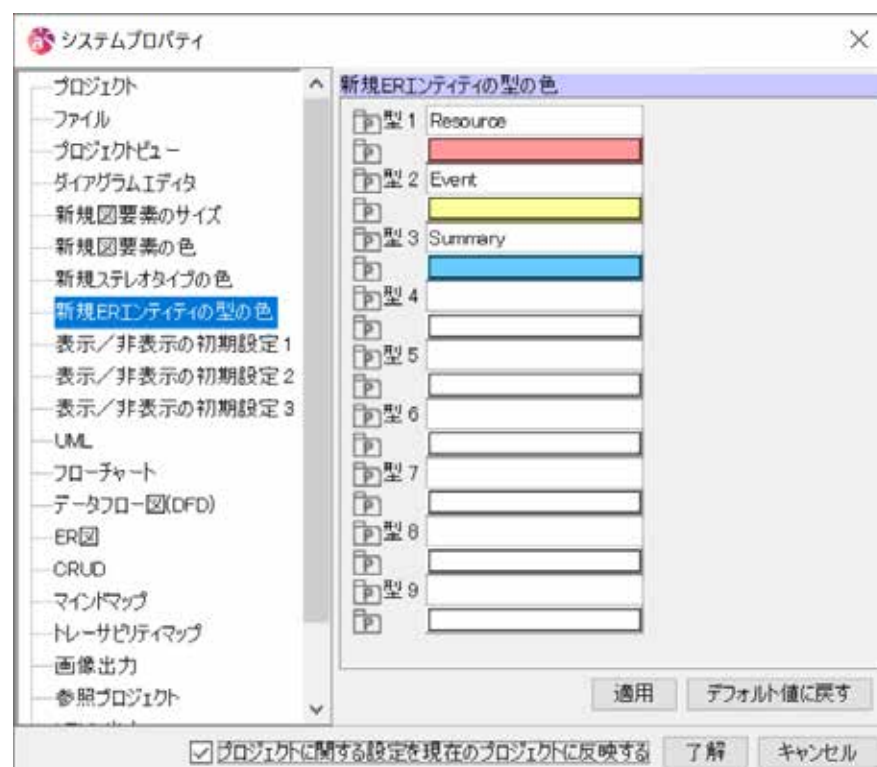 システムプロパティ
プロジェクト
ファイル
プロジェクトビュー
ダイアグラムエディタ
新規図要素のサイズ
新規図要素の色
新規ステレオタイプの色
新規ERエンティティの型の色
表示／非表示の初期設定1
表示／非表示の初期設定2
表示／非表示の初期設定3
UML
フローチャート
データフロー図(DFD)
ER図
CRUD
マインドマップ
トレーサビリティマップ
画像出力
参照プロジェクト
新規ERエンティティの型の色
型1 Resource
型2 Event
型3 Summary
型4
型5
型6
型7
型8
型9
適用 デフォルト値に戻す
プロジェクトに関する設定を現在のプロジェクトに反映する 了解 キャンセル